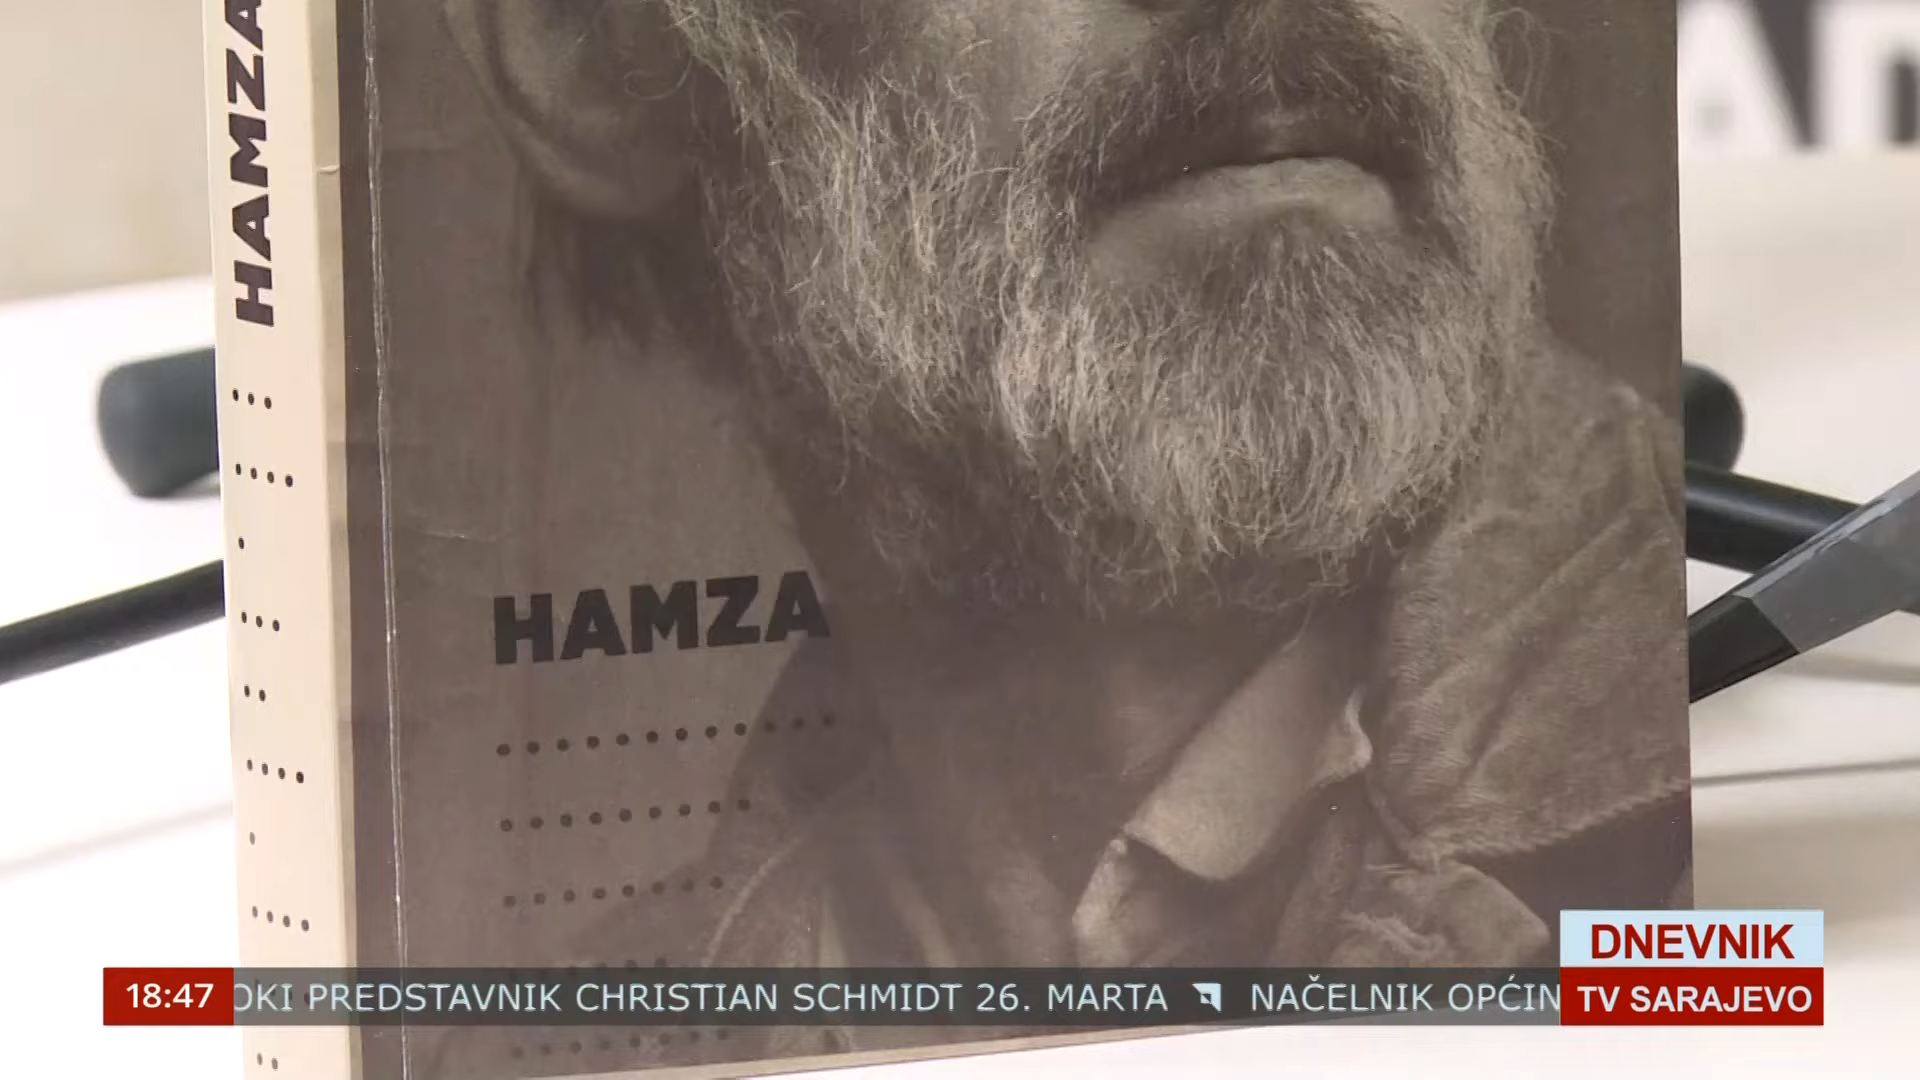 HAMZA
HAMZA
DNEVNIK
TV SARAJEVO
18:47
OKI PREDSTAVNIK CHRISTIAN SCHMIDT 26. MARTA
NAČELNIK OPĆIN